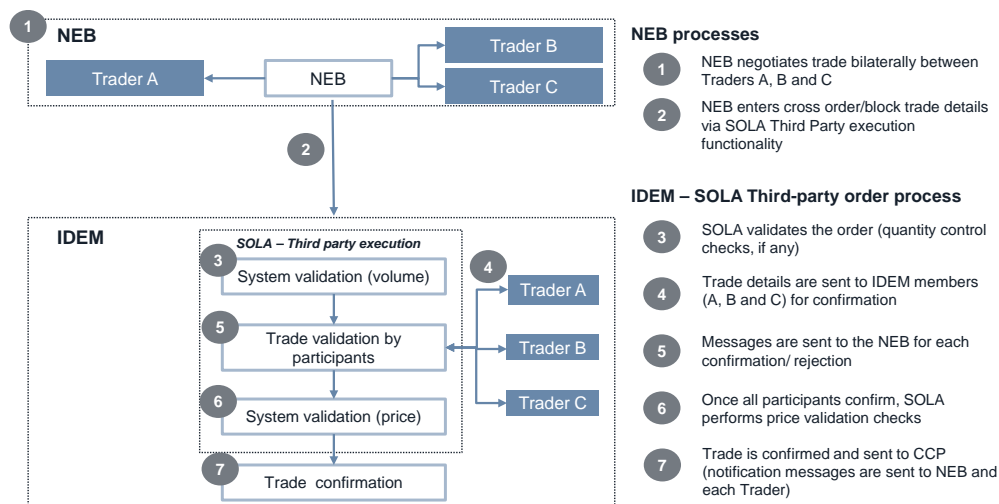 1
NEB
Trader A
NEB
Trader B
Trader C
2
IDEM
SOLA – Third party execution
3
System validation (volume)
4
Trader A
5
Trade validation by
participants
Trader B
6
System validation (price)
Trader C
7
Trade confirmation
NEB processes
1
NEB negotiates trade bilaterally between
Traders A, B and C
2
NEB enters cross order/block trade details
via SOLA Third Party execution
functionality
IDEM – SOLA Third-party order process
3
SOLA validates the order (quantity control
checks, if any)
4
Trade details are sent to IDEM members
(A, B and C) for confirmation
5
Messages are sent to the NEB for each
confirmation/ rejection
6
Once all participants confirm, SOLA
performs price validation checks
7
Trade is confirmed and sent to CCP
(notification messages are sent to NEB and
each Trader)